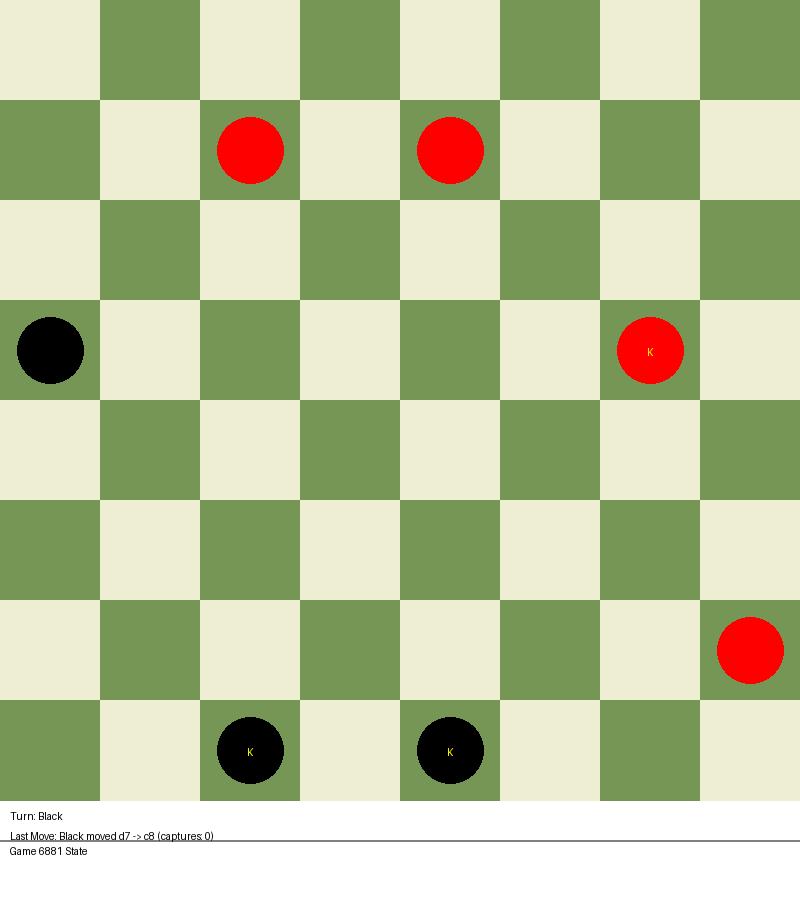 K
K
K
Turn: Black
Last Move: Black moved d7 -> c8 (captures: 0)
Game 6881 State